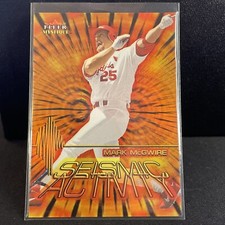 FLEER
MYSTIQUE
25
MARK McGWIRE
SEISMIC
ACTIVITY